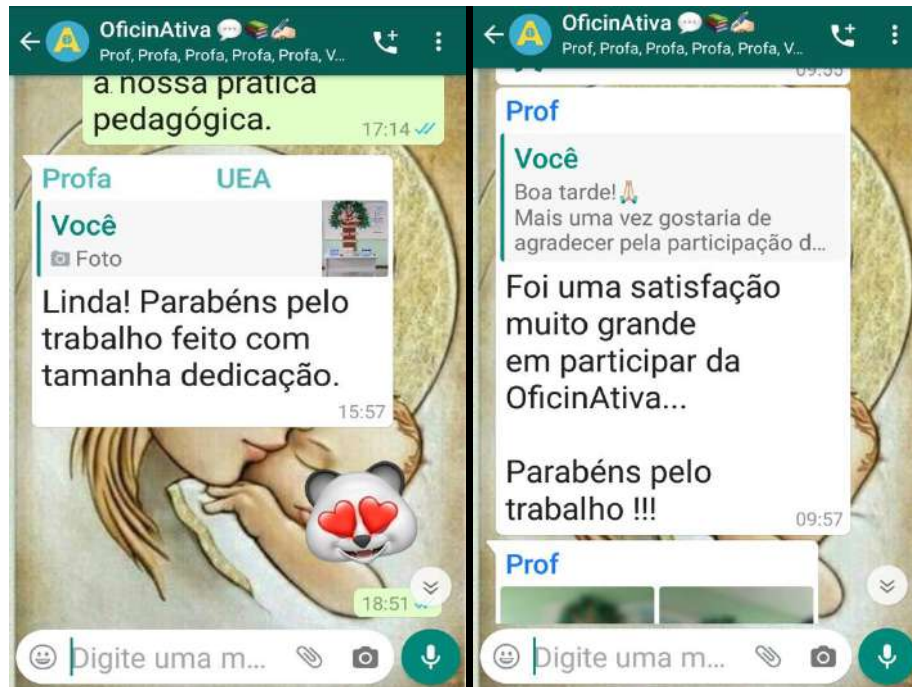 OficinAtiva 💬📚✍🏻
Prof, Profa, Profa, Profa, Profa, V...
a nossa prática
pedagógica.
17:14
Profa UEA
Você
Foto
Linda! Parabéns pelo
trabalho feito com
tamanha dedicação.
15:57
18:51
Digite uma m...
OficinAtiva 💬📚✍🏻
Prof, Profa, Profa, Profa, Profa, V...
09:55
Prof
Você
Boa tarde!🙏🏻
Mais uma vez gostaria de
agradecer pela participação d...
Foi uma satisfação
muito grande
em participar da
OficinAtiva...
Parabéns pelo
trabalho !!!
09:57
Prof
Digite uma m...